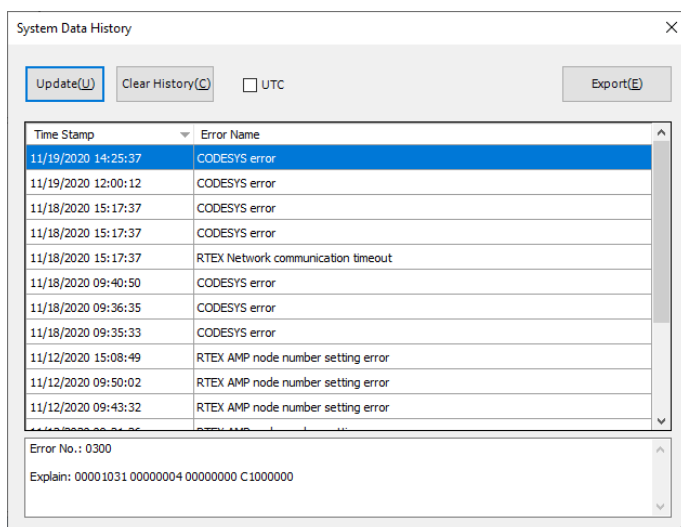 System Data History
Update(U) Clear History(C) UTC Export(E)
Time Stamp Error Name
11/19/2020 14:25:37 CODESYS error
11/19/2020 12:00:12 CODESYS error
11/18/2020 15:17:37 CODESYS error
11/18/2020 15:17:37 CODESYS error
11/18/2020 15:17:37 RTEX Network communication timeout
11/18/2020 09:40:50 CODESYS error
11/18/2020 09:36:35 CODESYS error
11/18/2020 09:35:33 CODESYS error
11/12/2020 15:08:49 RTEX AMP node number setting error
11/12/2020 09:50:02 RTEX AMP node number setting error
11/12/2020 09:43:32 RTEX AMP node number setting error
Error No.: 0300
Explain: 00001031 00000004 00000000 C1000000